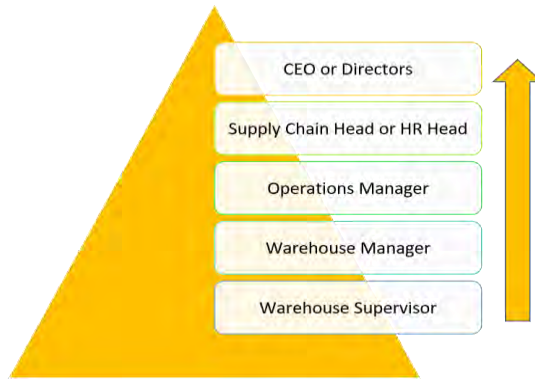 CEO or Directors
Supply Chain Head or HR Head
Operations Manager
Warehouse Manager
Warehouse Supervisor